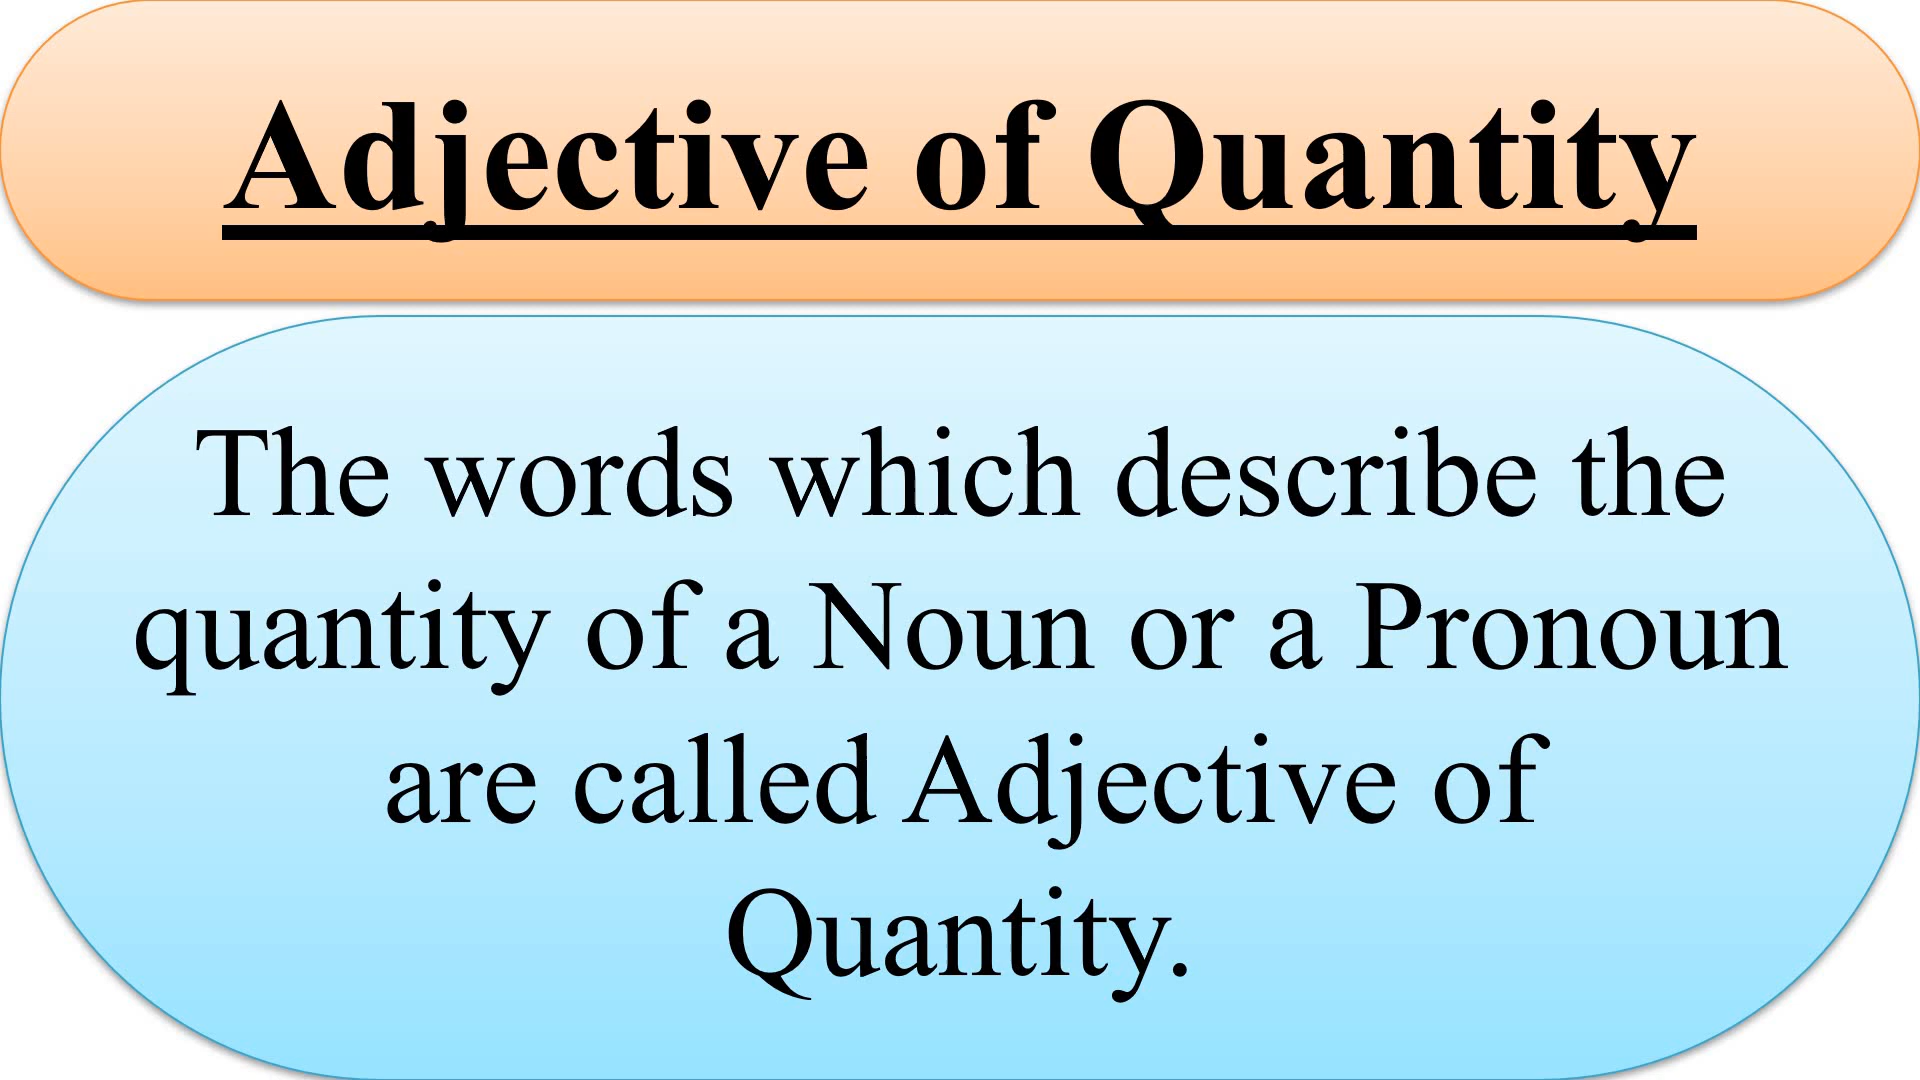 Adjective of Quantity
The words which describe the
quantity of a Noun or a Pronoun
are called Adjective of
Quantity.